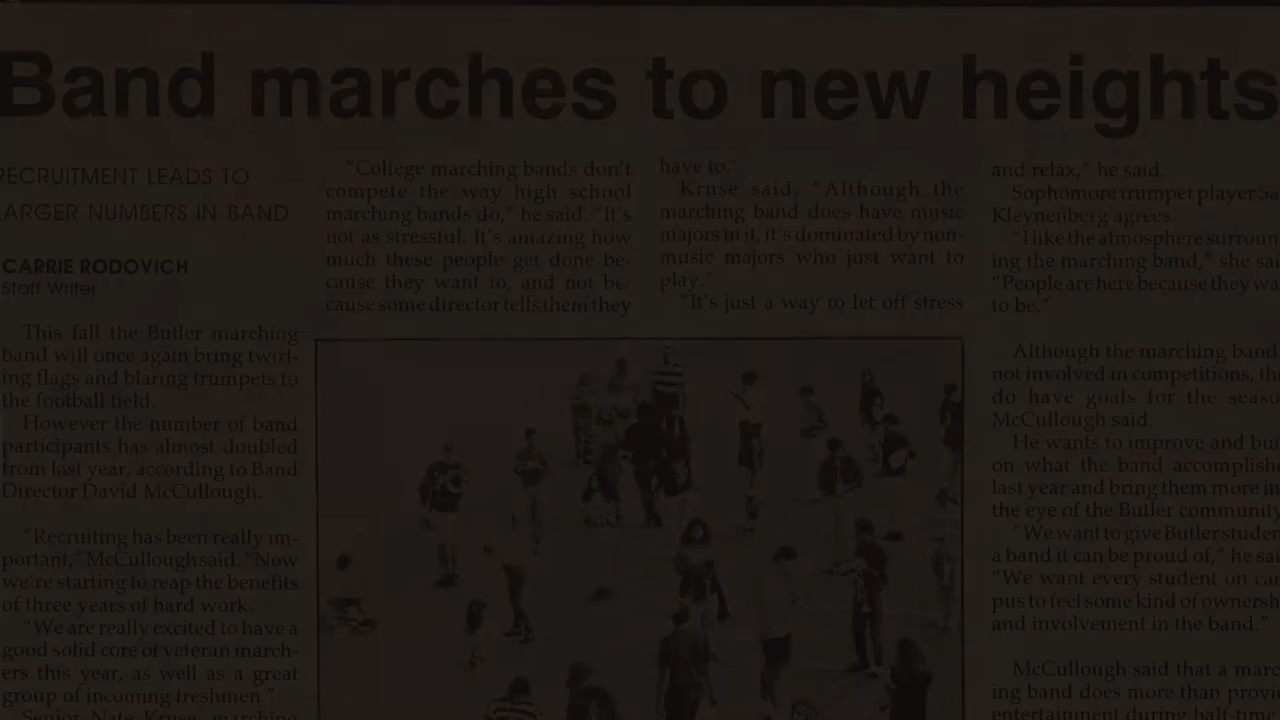 Band marches to new heights
RECRUITMENT LEADS TO
LARGER NUMBERS IN BAND
CARRIE RODOVICH
Staff Writer
This fall the Butler marching
band will once again bring twirl-
ing flags and blaring trumpets to
the football field.
However the number of band
participants has almost doubled
from last year, according to Band
Director David McCullough.
"Recruiting has been really im-
portant," McCullough said. "Now
we're starting to reap the benefits
of three years of hard work.
"We are really excited to have a
good solid core of veteran march-
ers this year, as well as a great
group of incoming freshmen."
Senior Nate Kruse, marching
"College marching bands don't
compete the way high school
marching bands do," he said. "It's
not as stressful. It's amazing how
much these people get done be-
cause they want to, and not be-
cause some director tells them they
have to."
Kruse said, "Although the
marching band does have music
majors in it, it's dominated by non-
music majors who just want to
play."
"It's just a way to let off stress
and relax," he said.
Sophomore trumpet player Sa
Kleynenberg agrees.
"I like the atmosphere surroun
ing the marching band," she sai
"People are here because they wa
to be."
Although the marching band
not involved in competitions, th
do have goals for the seaso
McCullough said.
He wants to improve and bui
on what the band accomplish
last year and bring them more in
the eye of the Butler community
"We want to give Butler studen
a band it can be proud of," he sai
"We want every student on cam
pus to feel some kind of ownersh
and involvement in the band."
McCullough said that a marc
ing band does more than provi
entertainment during half-time